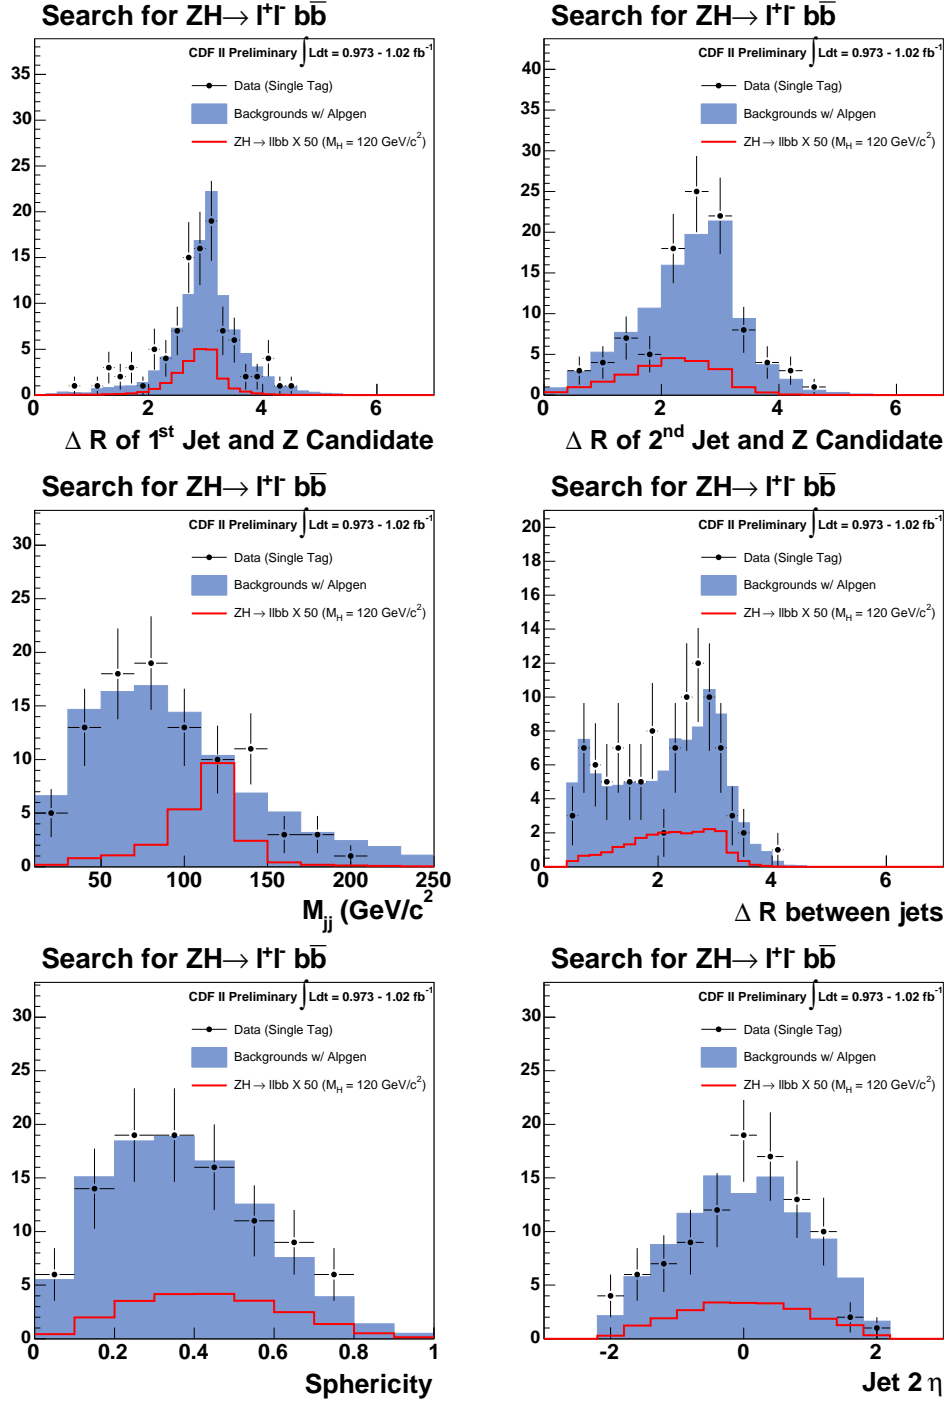 Search for ZH→ l⁺l⁻ bb̅
CDF II Preliminary ∫ Ldt = 0.973 - 1.02 fb⁻¹
Data (Single Tag)
Backgrounds w/ Alpgen
ZH → llbb X 50 (M_H = 120 GeV/c²)
35
30
25
20
15
10
5
0
0 2 4 6
Δ R of 1ˢᵗ Jet and Z Candidate
Search for ZH→ l⁺l⁻ bb̅
CDF II Preliminary ∫ Ldt = 0.973 - 1.02 fb⁻¹
Data (Single Tag)
Backgrounds w/ Alpgen
ZH → llbb X 50 (M_H = 120 GeV/c²)
40
35
30
25
20
15
10
5
0
0 2 4 6
Δ R of 2ⁿᵈ Jet and Z Candidate
Search for ZH→ l⁺l⁻ bb̅
CDF II Preliminary ∫ Ldt = 0.973 - 1.02 fb⁻¹
Data (Single Tag)
Backgrounds w/ Alpgen
ZH → llbb X 50 (M_H = 120 GeV/c²)
30
25
20
15
10
5
0
50 100 150 200 250
M_jj (GeV/c²
Search for ZH→ l⁺l⁻ bb̅
CDF II Preliminary ∫ Ldt = 0.973 - 1.02 fb⁻¹
Data (Single Tag)
Backgrounds w/ Alpgen
ZH → llbb X 50 (M_H = 120 GeV/c²)
20
18
16
14
12
10
8
6
4
2
0
0 2 4 6
Δ R between jets
Search for ZH→ l⁺l⁻ bb̅
CDF II Preliminary ∫ Ldt = 0.973 - 1.02 fb⁻¹
Data (Single Tag)
Backgrounds w/ Alpgen
ZH → llbb X 50 (M_H = 120 GeV/c²)
30
25
20
15
10
5
0
0 0.2 0.4 0.6 0.8 1
Sphericity
Search for ZH→ l⁺l⁻ bb̅
CDF II Preliminary ∫ Ldt = 0.973 - 1.02 fb⁻¹
Data (Single Tag)
Backgrounds w/ Alpgen
ZH → llbb X 50 (M_H = 120 GeV/c²)
30
25
20
15
10
5
0
-2 0 2
Jet 2 η